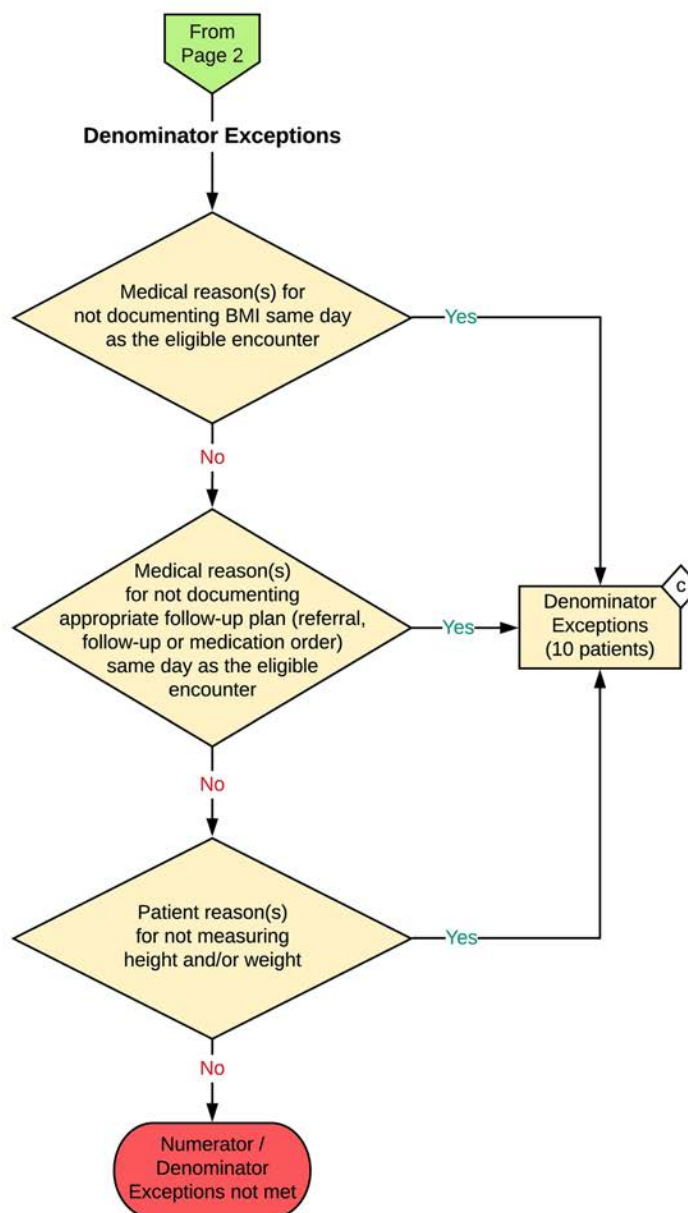 From
Page 2
Denominator Exceptions
Medical reason(s) for
not documenting BMI same day
as the eligible encounter
Yes
No
Medical reason(s)
for not documenting
appropriate follow-up plan (referral,
follow-up or medication order)
same day as the eligible
encounter
Yes
c
Denominator
Exceptions
(10 patients)
No
Patient reason(s)
for not measuring
height and/or weight
Yes
No
Numerator /
Denominator
Exceptions not met